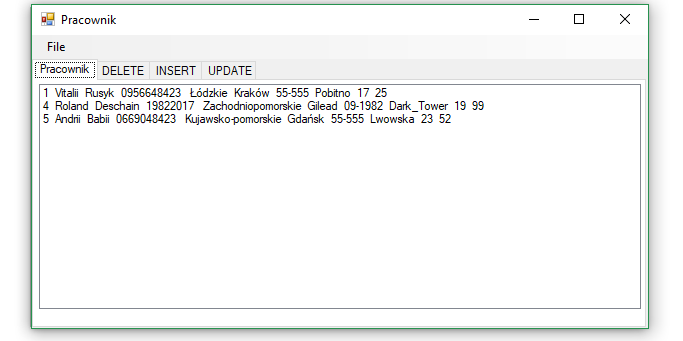 Pracownik
File
Pracownik DELETE INSERT UPDATE
1 Vitalii Rusyk 0956648423 Łódzkie Kraków 55-555 Pobitno 17 25
4 Roland Deschain 19822017 Zachodniopomorskie Gilead 09-1982 Dark_Tower 19 99
5 Andrii Babii 0669048423 Kujawsko-pomorskie Gdańsk 55-555 Lwowska 23 52